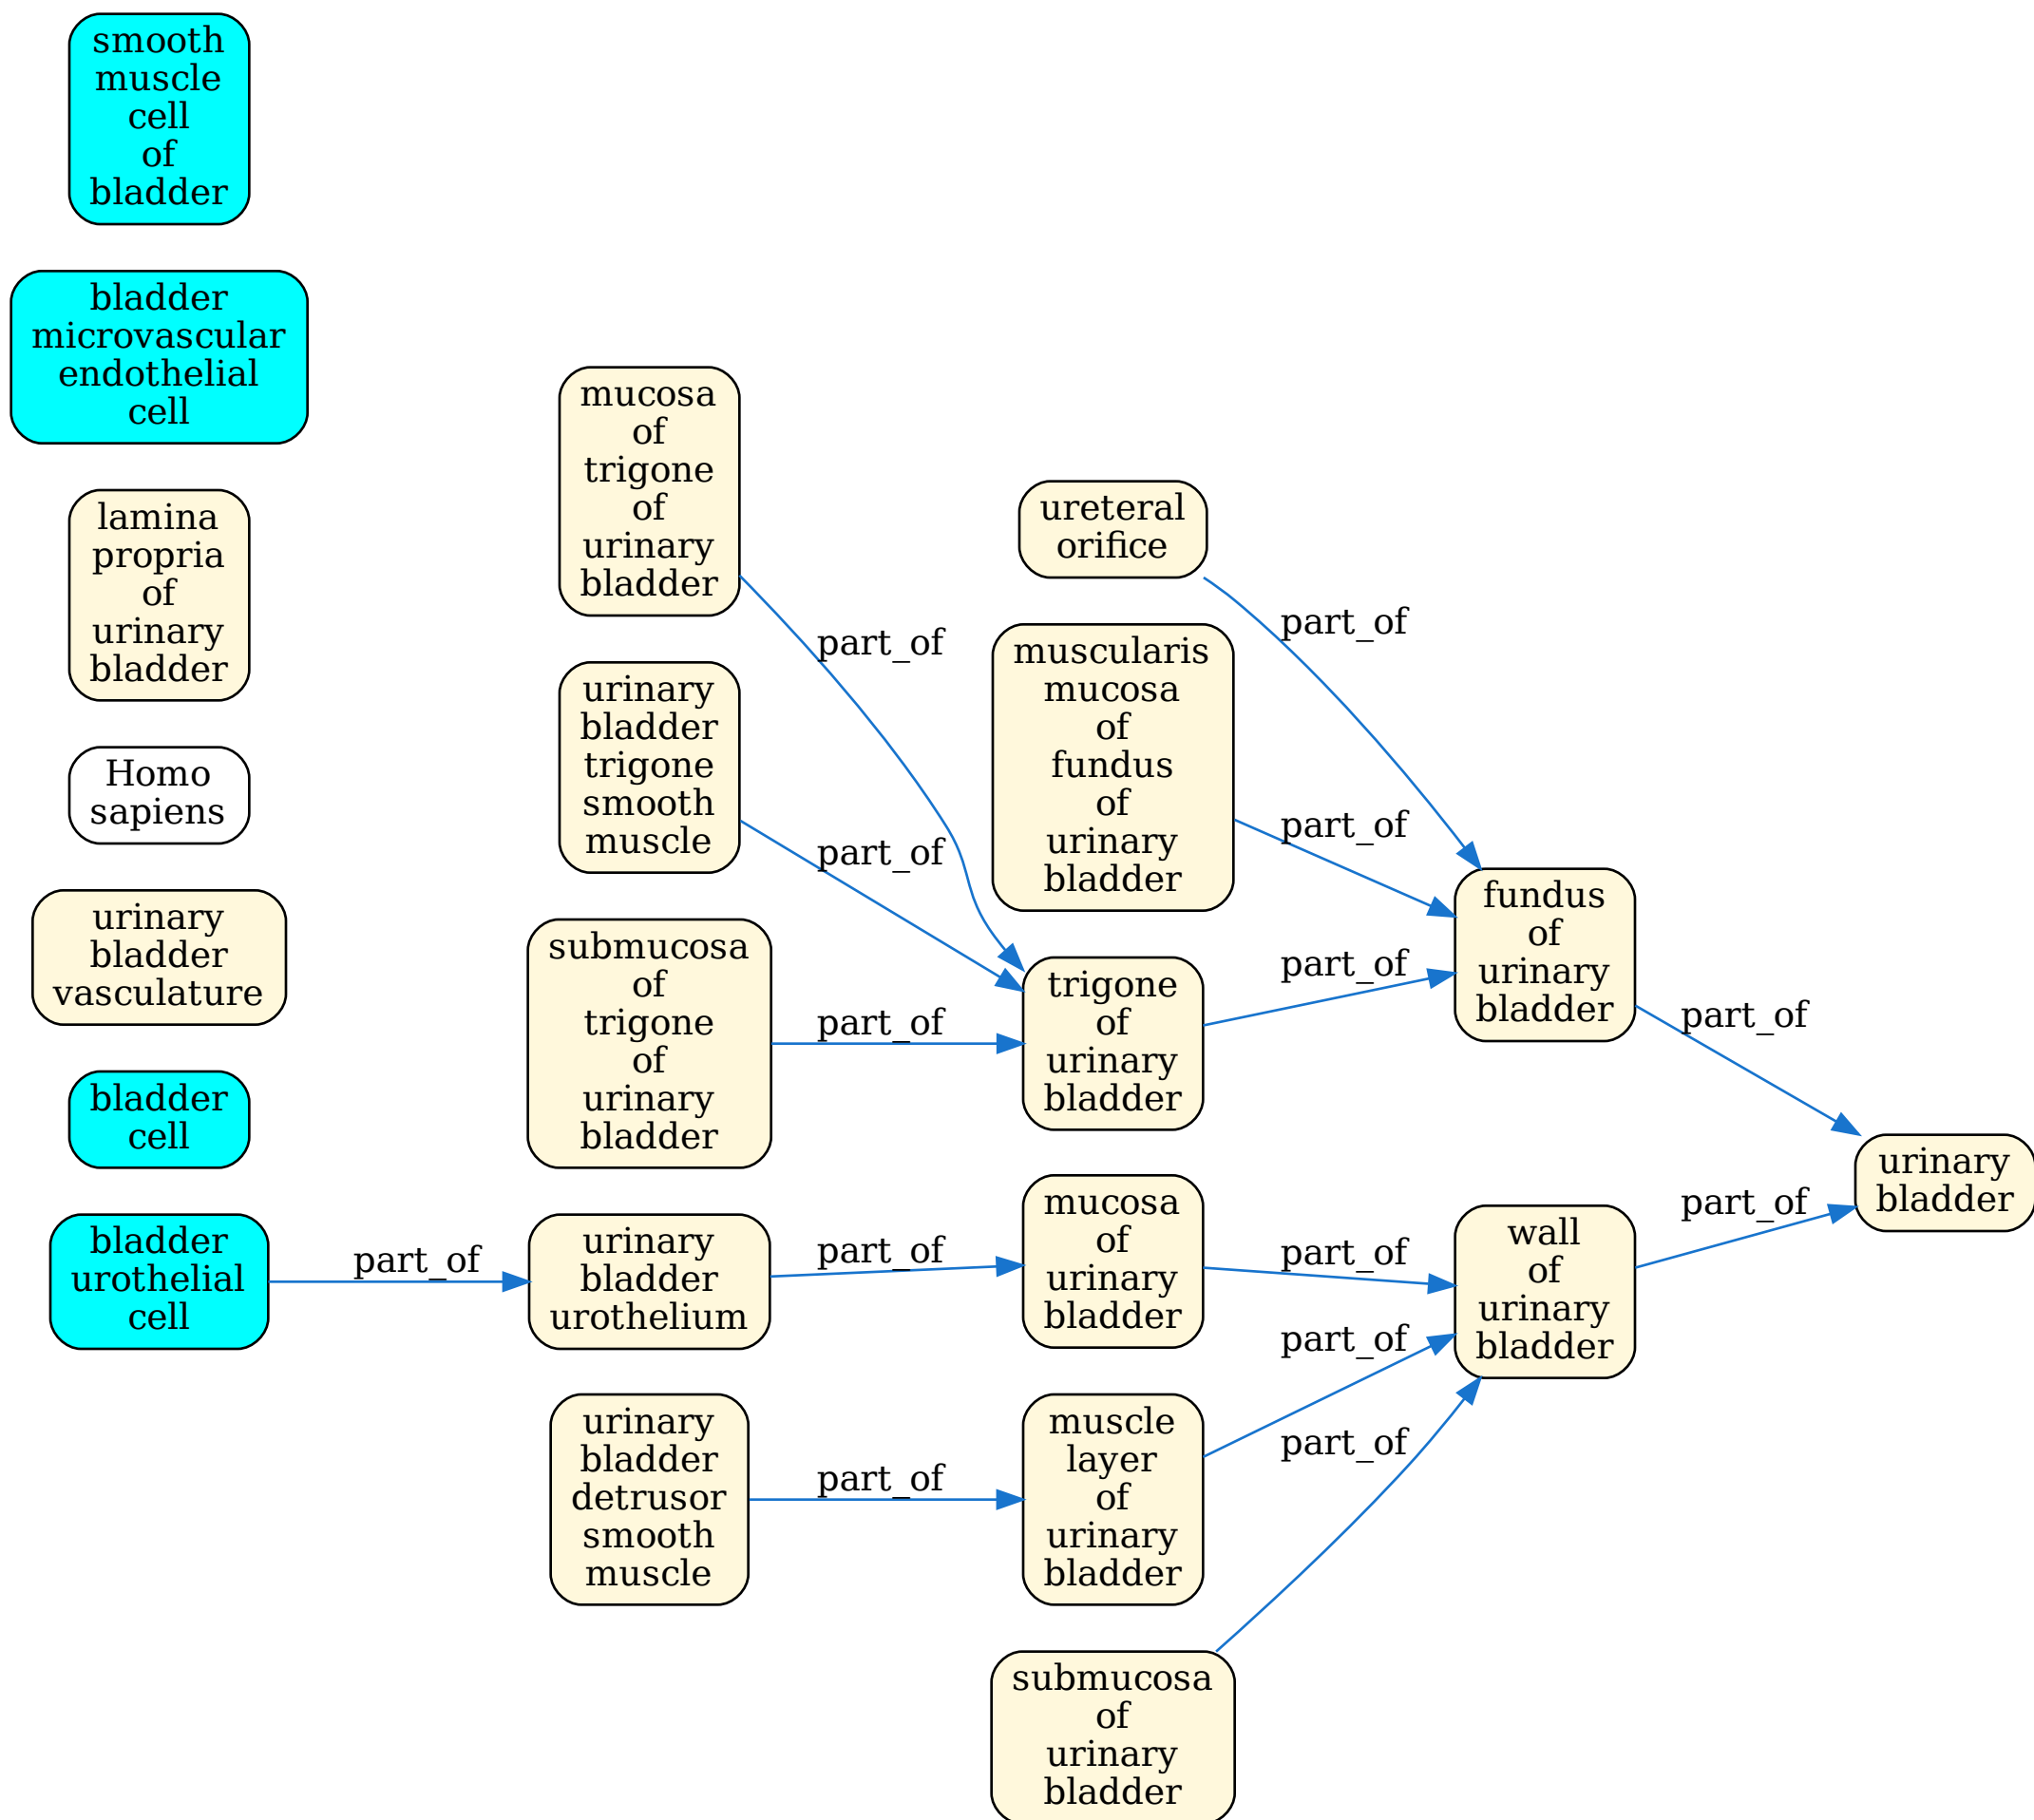 smooth
muscle
cell
of
bladder
bladder
microvascular
endothelial
cell
lamina
propria
of
urinary
bladder
Homo
sapiens
urinary
bladder
vasculature
bladder
cell
bladder
urothelial
cell
part_of
mucosa
of
trigone
of
urinary
bladder
urinary
bladder
trigone
smooth
muscle
submucosa
of
trigone
of
urinary
bladder
urinary
bladder
urothelium
urinary
bladder
detrusor
smooth
muscle
part_of
part_of
part_of
part_of
part_of
ureteral
orifice
muscularis
mucosa
of
fundus
of
urinary
bladder
trigone
of
urinary
bladder
mucosa
of
urinary
bladder
muscle
layer
of
urinary
bladder
submucosa
of
urinary
bladder
part_of
part_of
part_of
part_of
part_of
part_of
fundus
of
urinary
bladder
wall
of
urinary
bladder
part_of
part_of
urinary
bladder